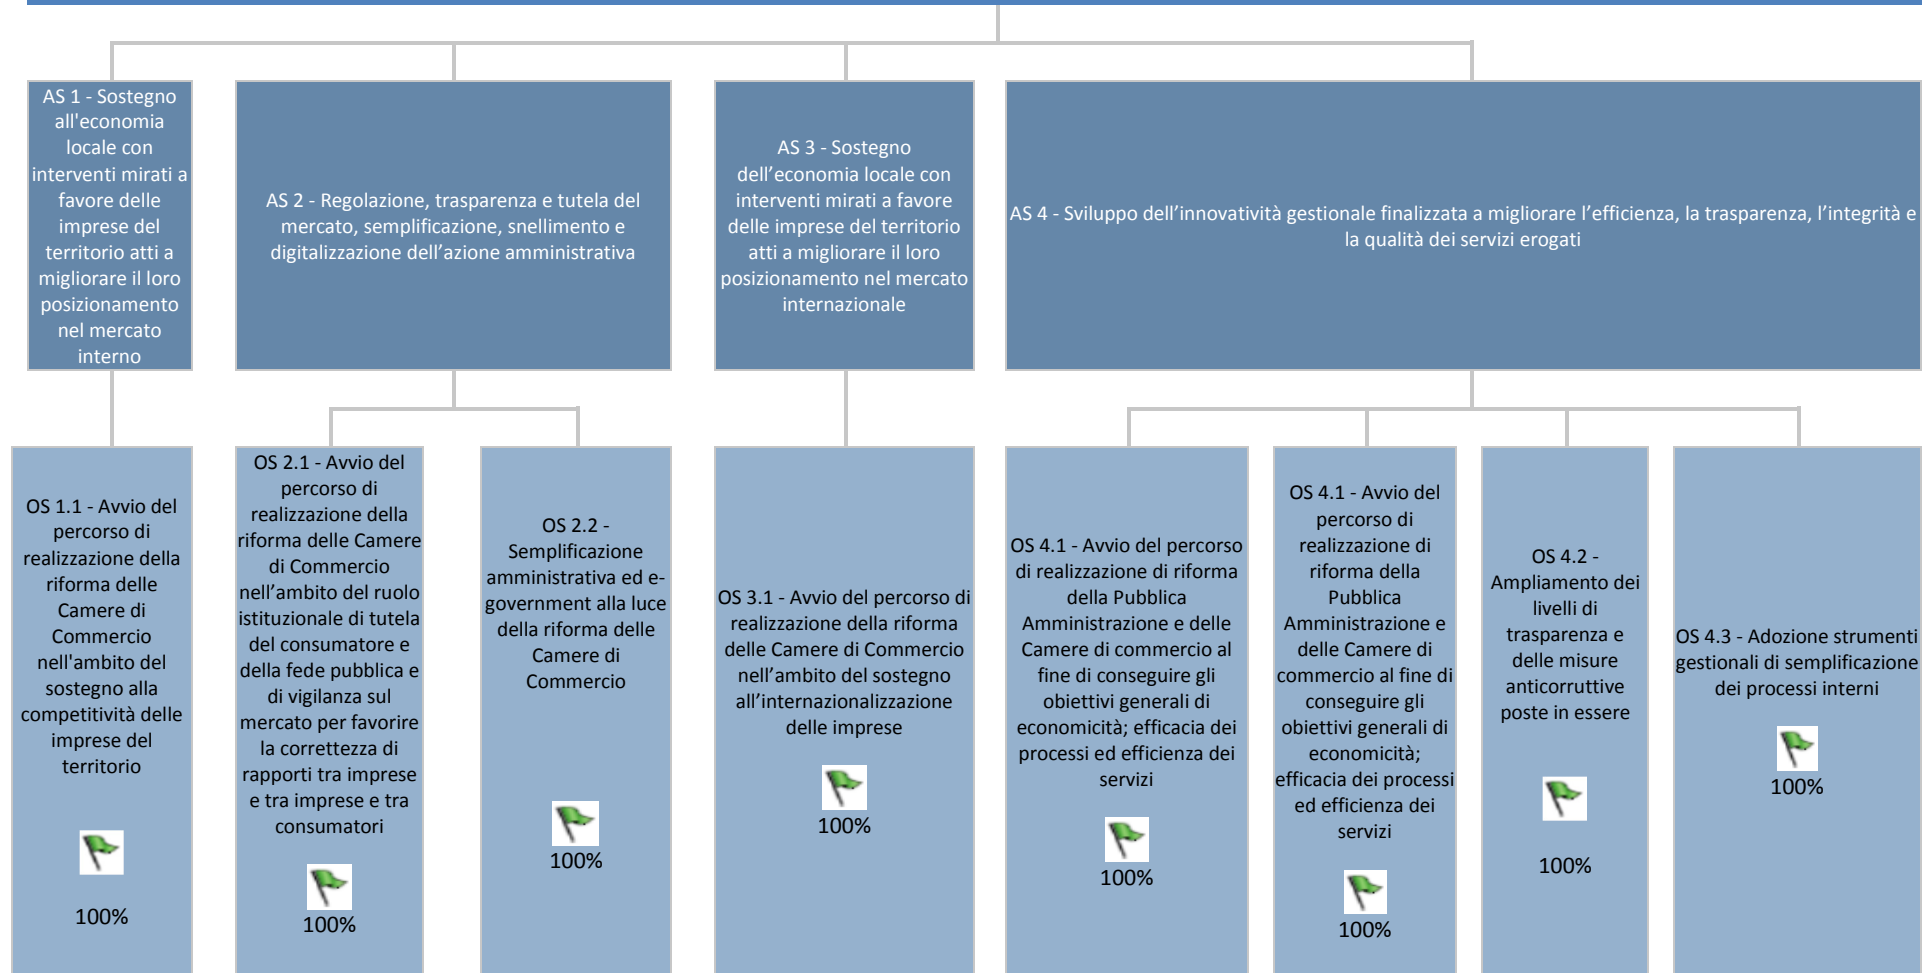 AS 1 - Sostegno
all'economia
locale con
interventi mirati a
favore delle
imprese del
territorio atti a
migliorare il loro
posizionamento
nel mercato
interno
AS 2 - Regolazione, trasparenza e tutela del
mercato, semplificazione, snellimento e
digitalizzazione dell’azione amministrativa
AS 3 - Sostegno
dell’economia locale con
interventi mirati a favore
delle imprese del territorio
atti a migliorare il loro
posizionamento nel mercato
internazionale
AS 4 - Sviluppo dell’innovatività gestionale finalizzata a migliorare l’efficienza, la trasparenza, l’integrità e
la qualità dei servizi erogati
OS 1.1 - Avvio del
percorso di
realizzazione della
riforma delle
Camere di
Commercio
nell'ambito del
sostegno alla
competitività delle
imprese del
territorio
100%
OS 2.1 - Avvio del
percorso di
realizzazione della
riforma delle Camere
di Commercio
nell’ambito del ruolo
istituzionale di tutela
del consumatore e
della fede pubblica e
di vigilanza sul
mercato per favorire
la correttezza di
rapporti tra imprese
e tra imprese e tra
consumatori
100%
OS 2.2 -
Semplificazione
amministrativa ed e-
government alla luce
della riforma delle
Camere di
Commercio
100%
OS 3.1 - Avvio del percorso di
realizzazione della riforma
delle Camere di Commercio
nell’ambito del sostegno
all’internazionalizzazione
delle imprese
100%
OS 4.1 - Avvio del percorso
di realizzazione di riforma
della Pubblica
Amministrazione e delle
Camere di commercio al
fine di conseguire gli
obiettivi generali di
economicità; efficacia dei
processi ed efficienza dei
servizi
100%
OS 4.1 - Avvio del
percorso di
realizzazione di
riforma della
Pubblica
Amministrazione e
delle Camere di
commercio al fine di
conseguire gli
obiettivi generali di
economicità;
efficacia dei processi
ed efficienza dei
servizi
100%
OS 4.2 -
Ampliamento dei
livelli di
trasparenza e
delle misure
anticorruttive
poste in essere
100%
OS 4.3 - Adozione strumenti
gestionali di semplificazione
dei processi interni
100%